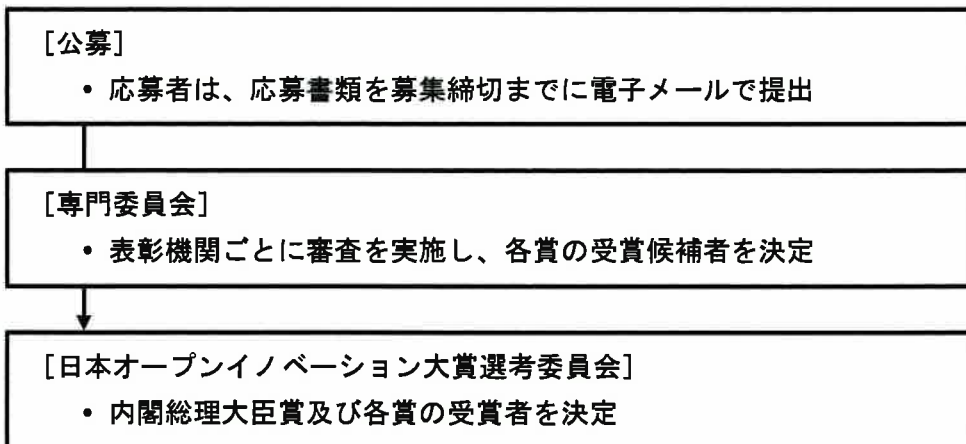 ［公募］
• 応募者は、応募書類を募集締切までに電子メールで提出
［専門委員会］
• 表彰機関ごとに審査を実施し、各賞の受賞候補者を決定
［日本オープンイノベーション大賞選考委員会］
• 内閣総理大臣賞及び各賞の受賞者を決定